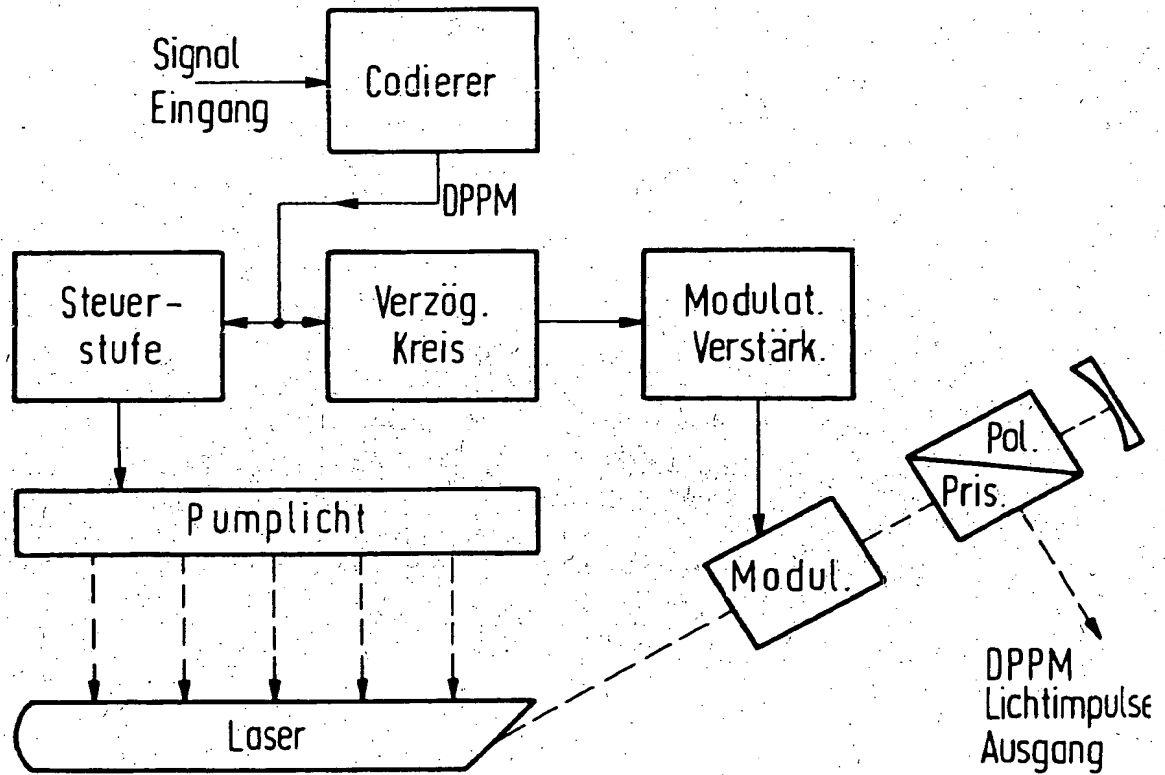 Signal
Eingang
Codierer
DPPM
Steuer-
stufe
Verzög.
Kreis
Modulat.
Verstärk.
Pol.
Pris.
Pumplicht
Modul.
DPPM
Lichtimpulse
Ausgang
Laser